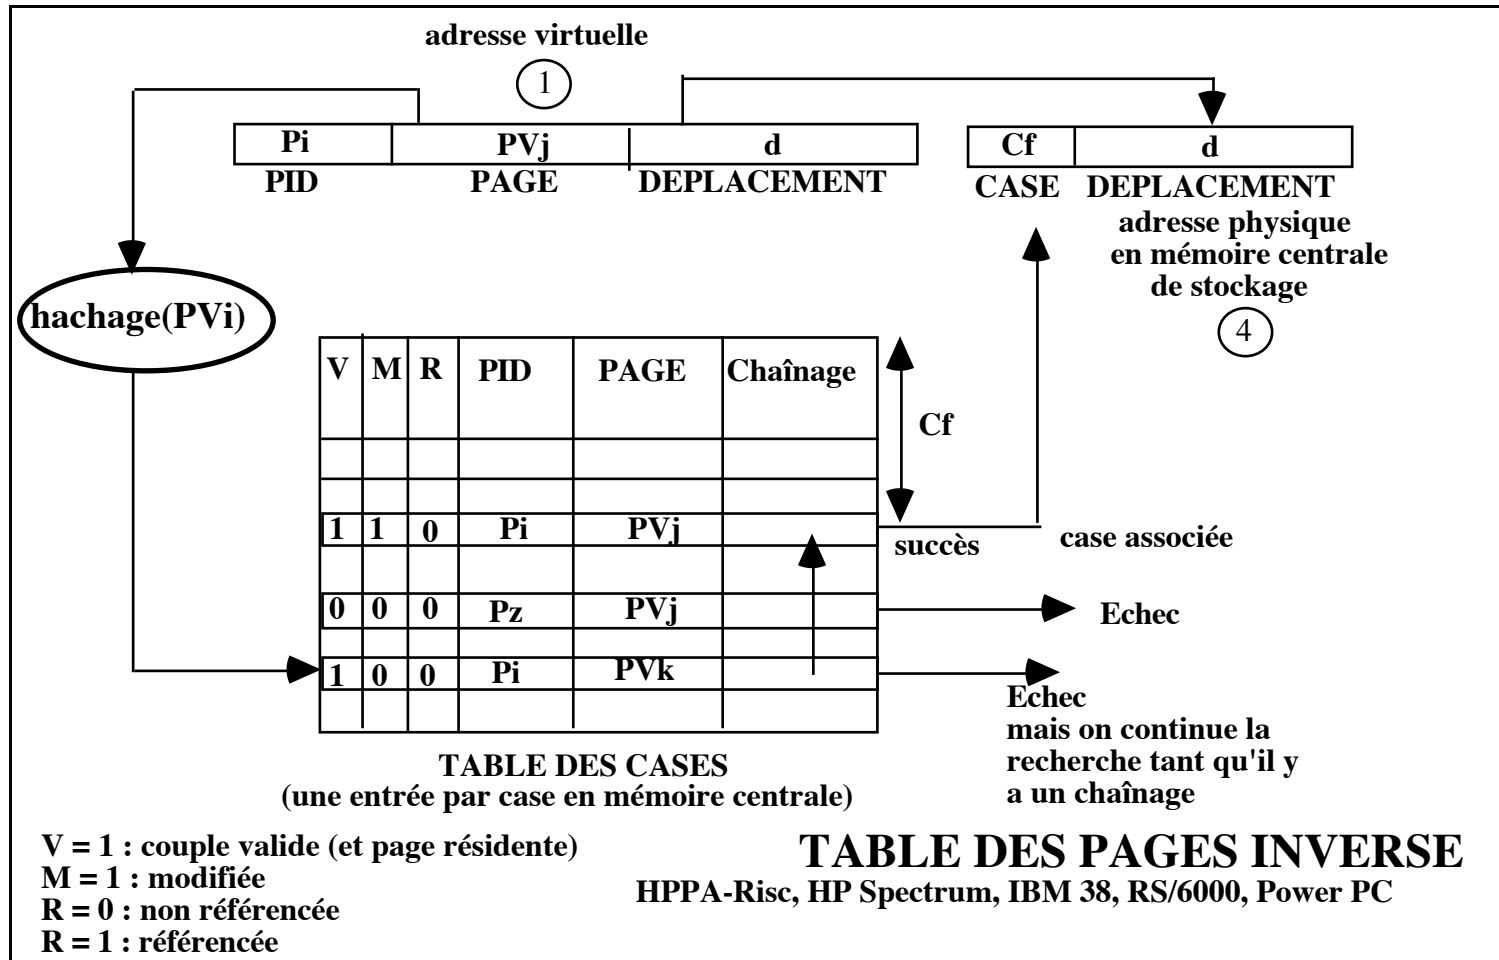 adresse virtuelle
1
Pi PVj d
PID PAGE DEPLACEMENT
Cf d
CASE DEPLACEMENT
adresse physique
en mémoire centrale
de stockage
4
hachage(PVi)
V M R PID PAGE Chaînage
Cf
1 1 0 Pi PVj
succès
case associée
0 0 0 Pz PVj
Echec
1 0 0 Pi PVk
Echec
mais on continue la
recherche tant qu'il y
a un chaînage
TABLE DES CASES
(une entrée par case en mémoire centrale)
V = 1 : couple valide (et page résidente)
M = 1 : modifiée
R = 0 : non référencée
R = 1 : référencée
TABLE DES PAGES INVERSE
HPPA-Risc, HP Spectrum, IBM 38, RS/6000, Power PC